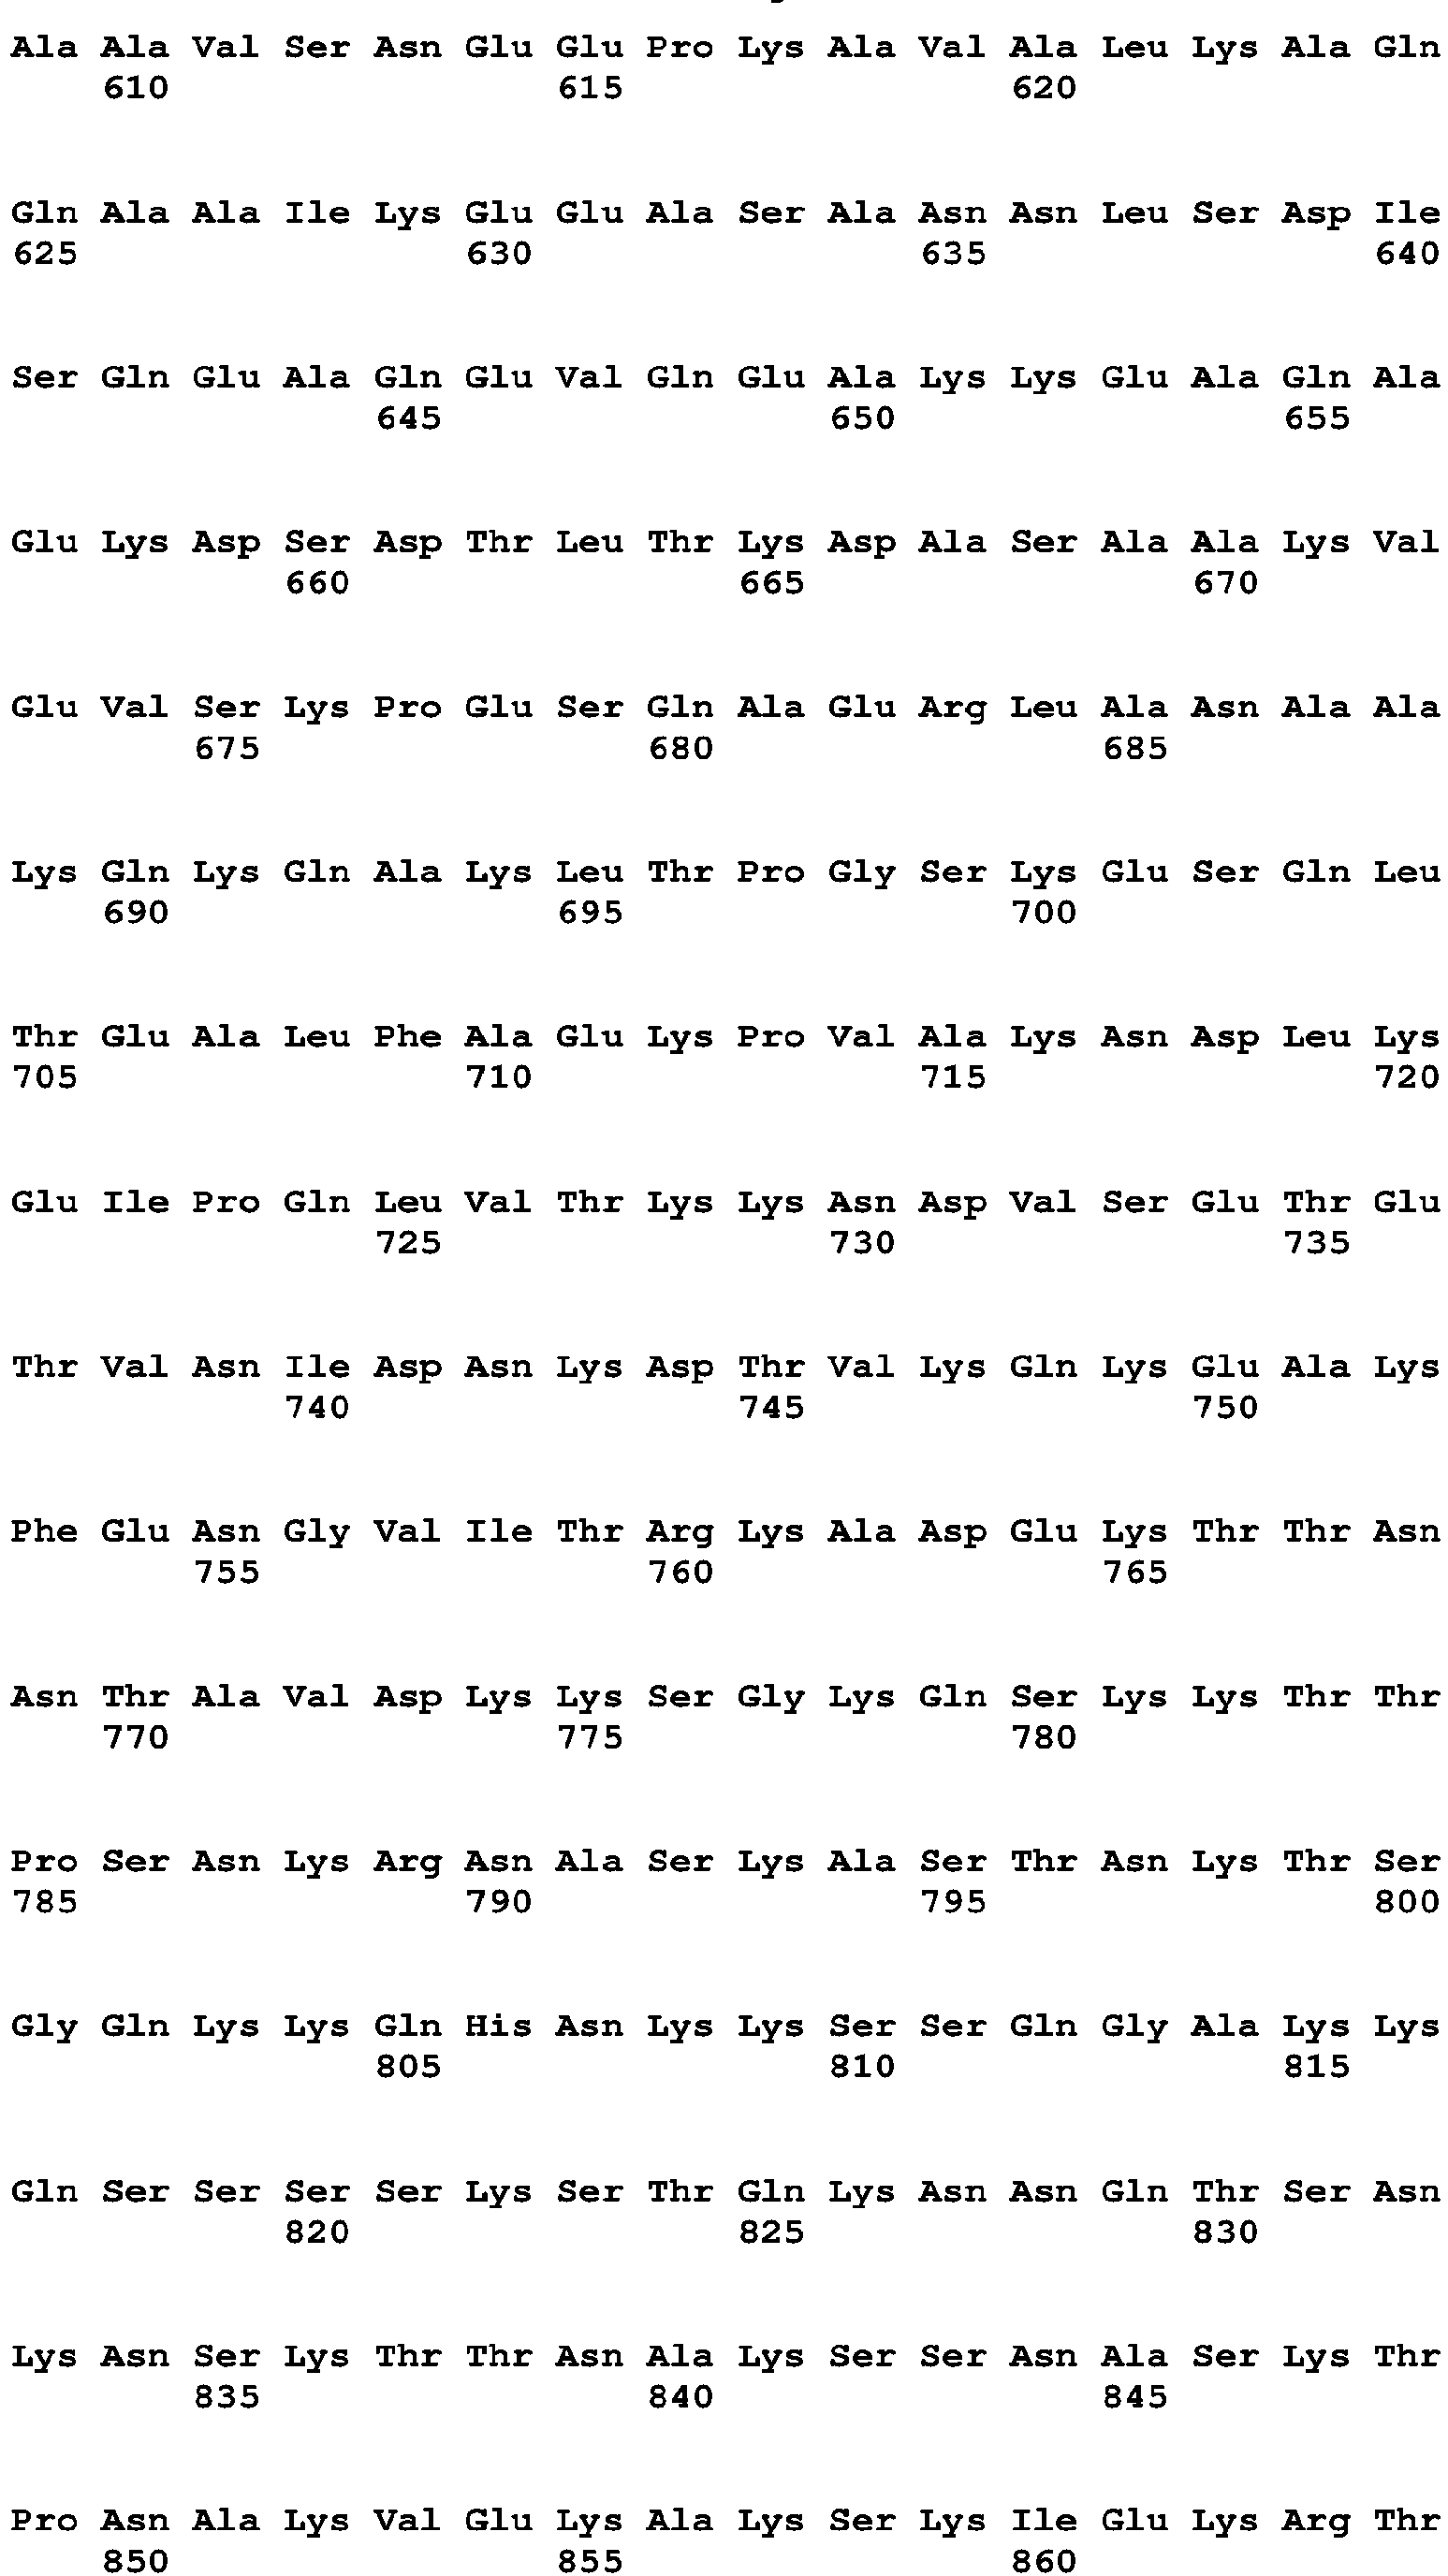 Ala Ala Val Ser Asn Glu Glu Pro Lys Ala Val Ala Leu Lys Ala Gln
610 615 620
Gln Ala Ala Ile Lys Glu Glu Ala Ser Ala Asn Asn Leu Ser Asp Ile
625 630 635 640
Ser Gln Glu Ala Gln Glu Val Gln Glu Ala Lys Lys Glu Ala Gln Ala
645 650 655
Glu Lys Asp Ser Asp Thr Leu Thr Lys Asp Ala Ser Ala Ala Lys Val
660 665 670
Glu Val Ser Lys Pro Glu Ser Gln Ala Glu Arg Leu Ala Asn Ala Ala
675 680 685
Lys Gln Lys Gln Ala Lys Leu Thr Pro Gly Ser Lys Glu Ser Gln Leu
690 695 700
Thr Glu Ala Leu Phe Ala Glu Lys Pro Val Ala Lys Asn Asp Leu Lys
705 710 715 720
Glu Ile Pro Gln Leu Val Thr Lys Lys Asn Asp Val Ser Glu Thr Glu
725 730 735
Thr Val Asn Ile Asp Asn Lys Asp Thr Val Lys Gln Lys Glu Ala Lys
740 745 750
Phe Glu Asn Gly Val Ile Thr Arg Lys Ala Asp Glu Lys Thr Thr Asn
755 760 765
Asn Thr Ala Val Asp Lys Lys Ser Gly Lys Gln Ser Lys Lys Thr Thr
770 775 780
Pro Ser Asn Lys Arg Asn Ala Ser Lys Ala Ser Thr Asn Lys Thr Ser
785 790 795 800
Gly Gln Lys Lys Gln His Asn Lys Lys Ser Ser Gln Gly Ala Lys Lys
805 810 815
Gln Ser Ser Ser Ser Lys Ser Thr Gln Lys Asn Asn Gln Thr Ser Asn
820 825 830
Lys Asn Ser Lys Thr Thr Asn Ala Lys Ser Ser Asn Ala Ser Lys Thr
835 840 845
Pro Asn Ala Lys Val Glu Lys Ala Lys Ser Lys Ile Glu Lys Arg Thr
850 855 860